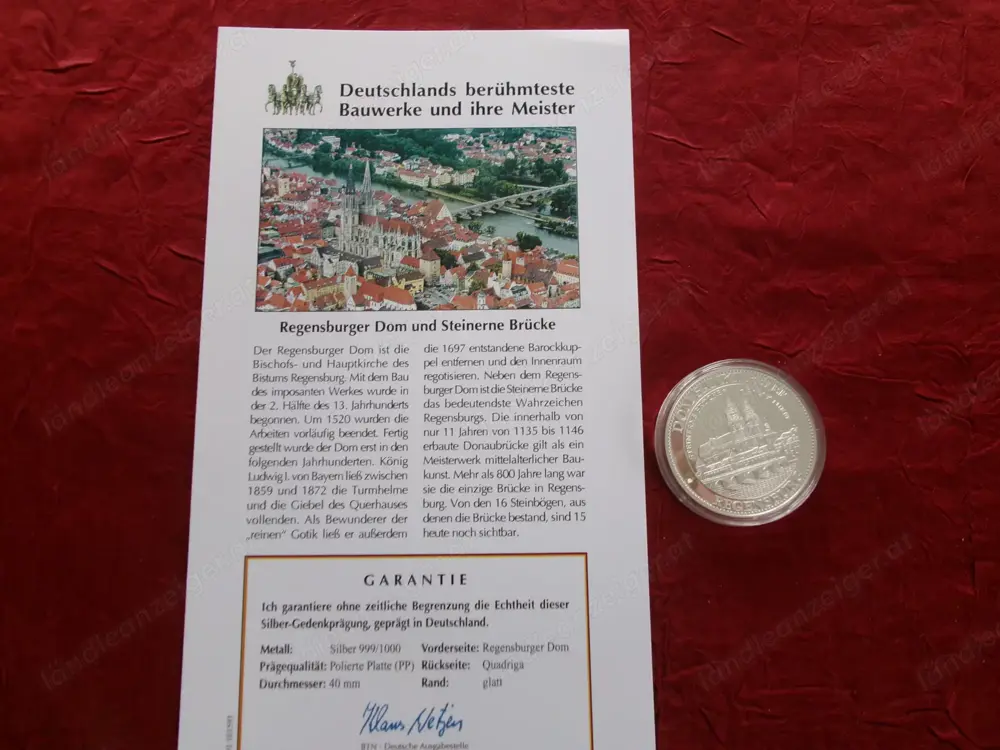 Deutschlands berühmteste
Bauwerke und ihre Meister
Regensburger Dom und Steinerne Brücke
Der Regensburger Dom ist die
Bischofs- und Hauptkirche des
Bistums Regensburg. Mit dem Bau
des imposanten Werkes wurde in
der 2. Hälfte des 13. Jahrhunderts
begonnen. Um 1520 wurden die
Arbeiten vorläufig beendet. Fertig
gestellt wurde der Dom erst in den
folgenden Jahrhunderten. König
Ludwig I. von Bayern ließ zwischen
1859 und 1872 die Turmhelme
und die Giebel des Querhauses
vollenden. Als Bewunderer der
„reinen" Gotik ließ er außerdem
die 1697 entstandene Barockkup-
pel entfernen und den Innenraum
regotisieren. Neben dem Regens-
burger Dom ist die Steinerne Brücke
das bedeutendste Wahrzeichen
Regensburgs. Die innerhalb von
nur 11 Jahren von 1135 bis 1146
erbaute Donaubrücke gilt als ein
Meisterwerk mittelalterlicher Bau-
kunst. Mehr als 800 Jahre lang war
sie die einzige Brücke in Regens-
burg. Von den 16 Steinbögen, aus
denen die Brücke bestand, sind 15
heute noch sichtbar.
GARANTIE
Ich garantiere ohne zeitliche Begrenzung die Echtheit dieser
Silber-Gedenkprägung, geprägt in Deutschland.
Metall: Silber 999/1000 Vorderseite: Regensburger Dom
Prägequalität: Polierte Platte (PP) Rückseite: Quadriga
Durchmesser: 40 mm Rand: glatt
BTN - Deutsche Ausgabestelle
REGENSBURG
laendleanzeiger.at